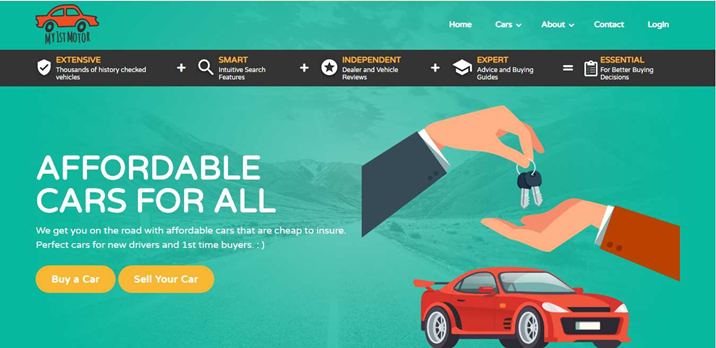 MY 1ST MOTOR
Home Cars About Contact LogIn
EXTENSIVE
Thousands of history checked
vehicles
+
SMART
Intuitive Search
Features
+
INDEPENDENT
Dealer and Vehicle
Reviews
+
EXPERT
Advice and Buying
Guides
=
ESSENTIAL
For Better Buying
Decisions
AFFORDABLE
CARS FOR ALL
We get you on the road with affordable cars that are cheap to insure.
Perfect cars for new drivers and 1st time buyers. : )
Buy a Car
Sell Your Car